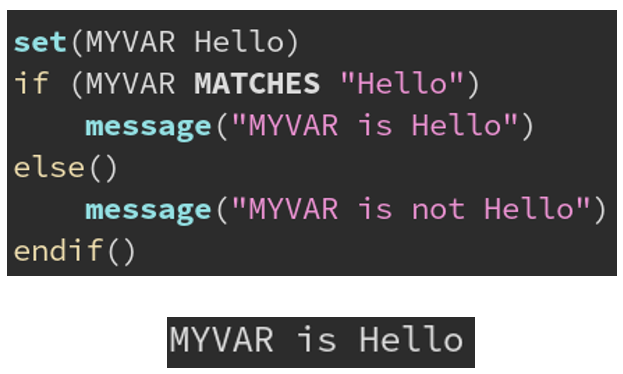 set(MYVAR Hello)
if (MYVAR MATCHES "Hello")
    message("MYVAR is Hello")
else()
    message("MYVAR is not Hello")
endif()
MYVAR is Hello